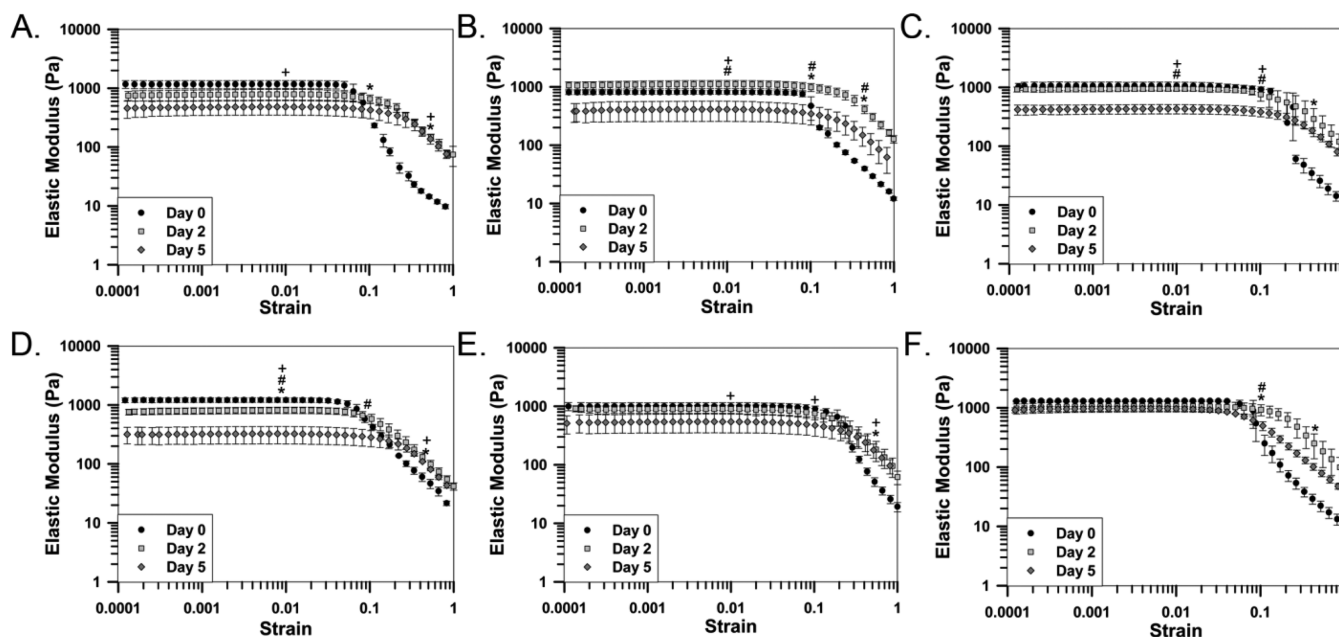 A.
Elastic Modulus (Pa)
10000
1000
100
10
1
+
*
+
*
Day 0
Day 2
Day 5
0.0001
0.001
0.01
0.1
1
Strain
B.
Elastic Modulus (Pa)
10000
1000
100
10
1
+
#
#
*
#
*
Day 0
Day 2
Day 5
0.0001
0.001
0.01
0.1
1
Strain
C.
Elastic Modulus (Pa)
10000
1000
100
10
1
+
#
+
#
*
Day 0
Day 2
Day 5
0.0001
0.001
0.01
0.1
Strain
D.
Elastic Modulus (Pa)
10000
1000
100
10
1
+
#
*
#
+
*
Day 0
Day 2
Day 5
0.0001
0.001
0.01
0.1
1
Strain
E.
Elastic Modulus (Pa)
10000
1000
100
10
1
+
+
+
*
Day 0
Day 2
Day 5
0.0001
0.001
0.01
0.1
1
Strain
F.
Elastic Modulus (Pa)
10000
1000
100
10
1
#
*
*
Day 0
Day 2
Day 5
0.0001
0.001
0.01
0.1
Strain